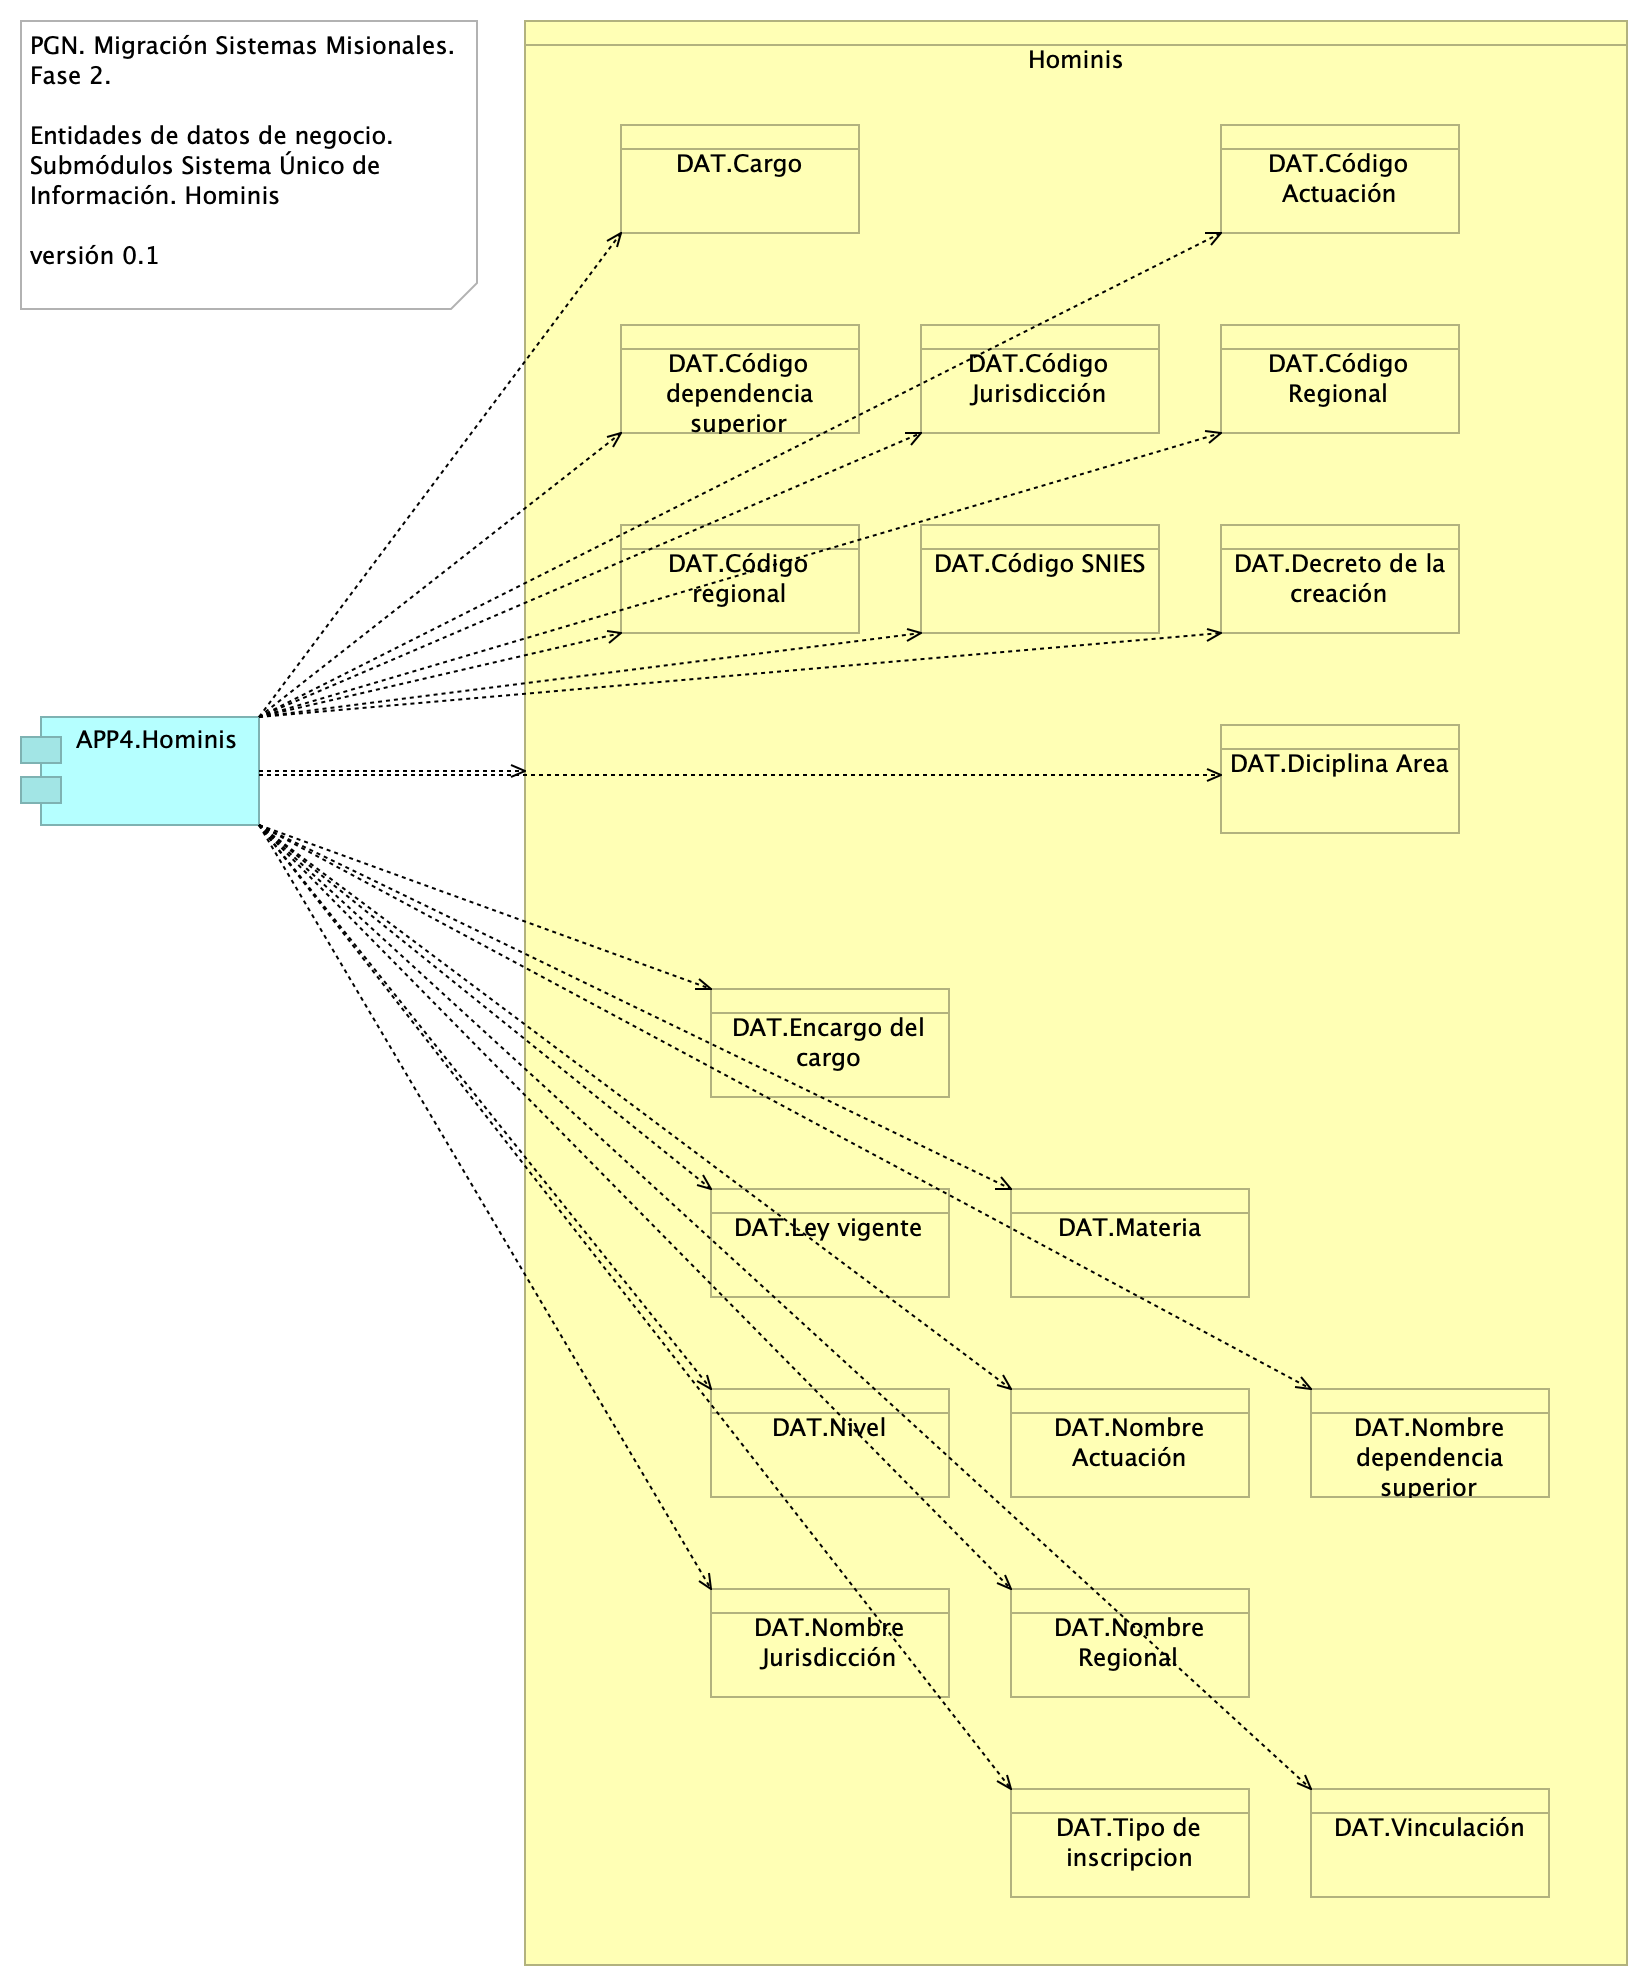 PGN. Migración Sistemas Misionales.
Fase 2.
Entidades de datos de negocio.
Submódulos Sistema Único de
Información. Hominis
versión 0.1
Hominis
DAT.Cargo
DAT.Código
Actuación
DAT.Código
dependencia
superior
DAT.Código
Jurisdicción
DAT.Código
Regional
DAT.Código
regional
DAT.Código SNIES
DAT.Decreto de la
creación
APP4.Hominis
DAT.Diciplina Area
DAT.Encargo del
cargo
DAT.Ley vigente
DAT.Materia
DAT.Nivel
DAT.Nombre
Actuación
DAT.Nombre
dependencia
superior
DAT.Nombre
Jurisdicción
DAT.Nombre
Regional
DAT.Tipo de
inscripcion
DAT.Vinculación